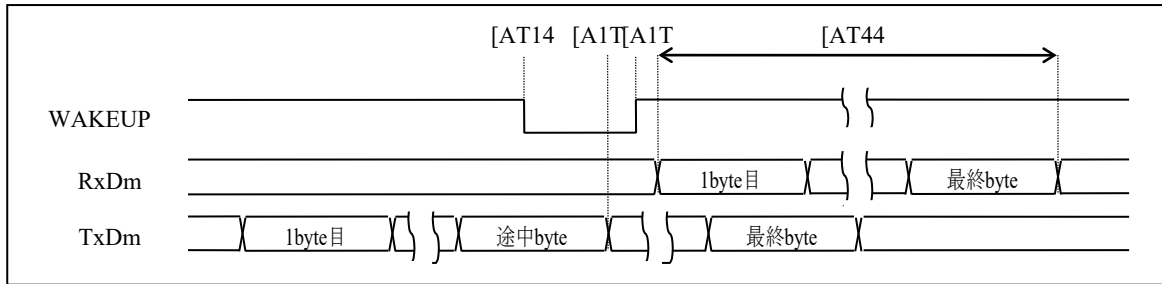 [AT14 [A1T[A1T [AT44
WAKEUP
RxDm 1byte目 最終byte
TxDm 1byte目 途中byte 最終byte